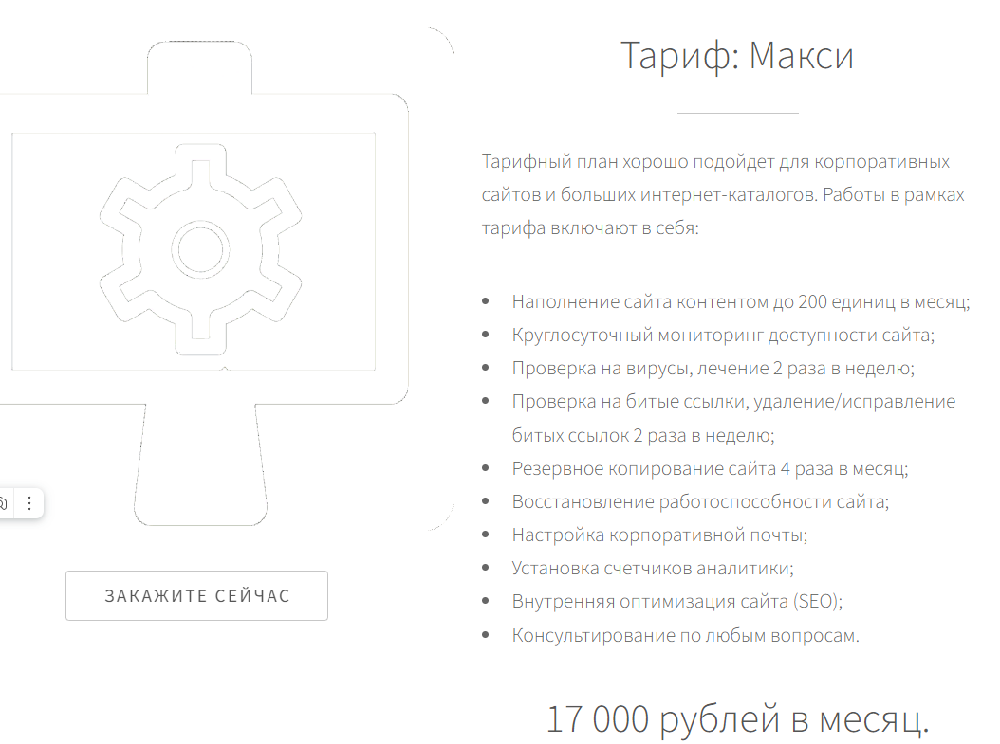 Тариф: Макси
Тарифный план хорошо подойдет для корпоративных
сайтов и больших интернет-каталогов. Работы в рамках
тарифа включают в себя:
Наполнение сайта контентом до 200 единиц в месяц;
Круглосуточный мониторинг доступности сайта;
Проверка на вирусы, лечение 2 раза в неделю;
Проверка на битые ссылки, удаление/исправление
битых ссылок 2 раза в неделю;
Резервное копирование сайта 4 раза в месяц;
Восстановление работоспособности сайта;
Настройка корпоративной почты;
Установка счетчиков аналитики;
Внутренняя оптимизация сайта (SEO);
Консультирование по любым вопросам.
ЗАКАЖИТЕ СЕЙЧАС
17 000 рублей в месяц.